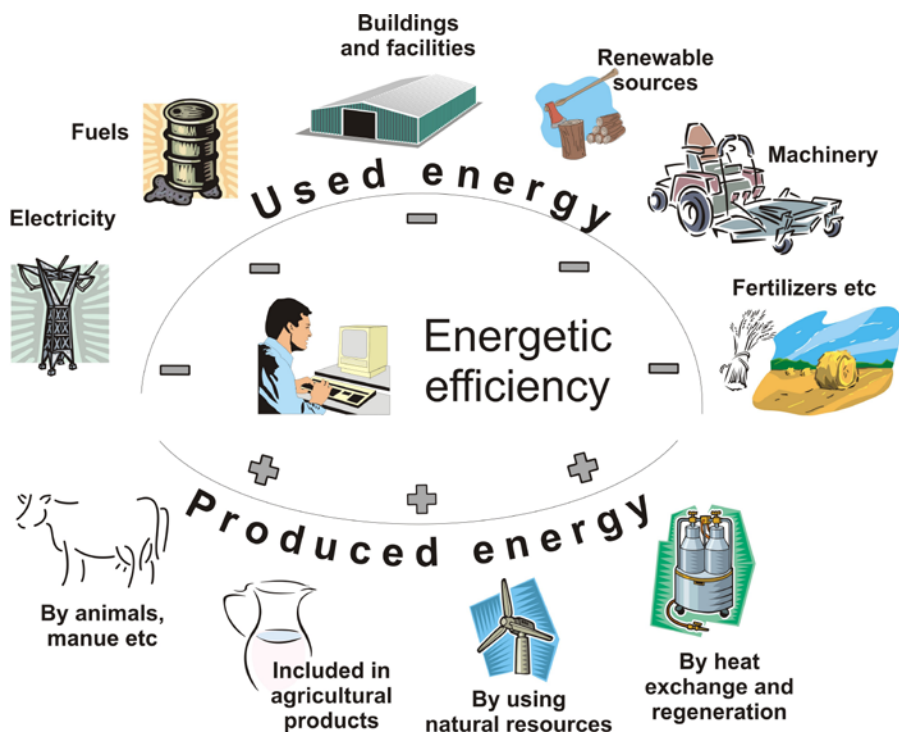 Buildings
and facilities
Renewable
sources
Fuels
Machinery
Electricity
Used energy
Fertilizers etc
Energetic
efficiency
Produced energy
By animals,
manue etc
Included in
agricultural
products
By using
natural resources
By heat
exchange and
regeneration